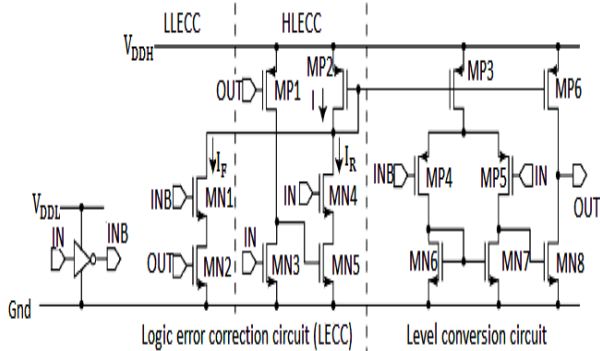 LLECC
HLECC
VDDH
MP2
MP3
OUT
MP1
MP6
I
IF
IR
INB
MN1
IN
MN4
INB
MP4
MP5
IN
OUT
VDDL
IN
INB
OUT
MN2
IN
MN3
MN5
MN6
MN7
MN8
Gnd
Logic error correction circuit (LECC)
Level conversion circuit